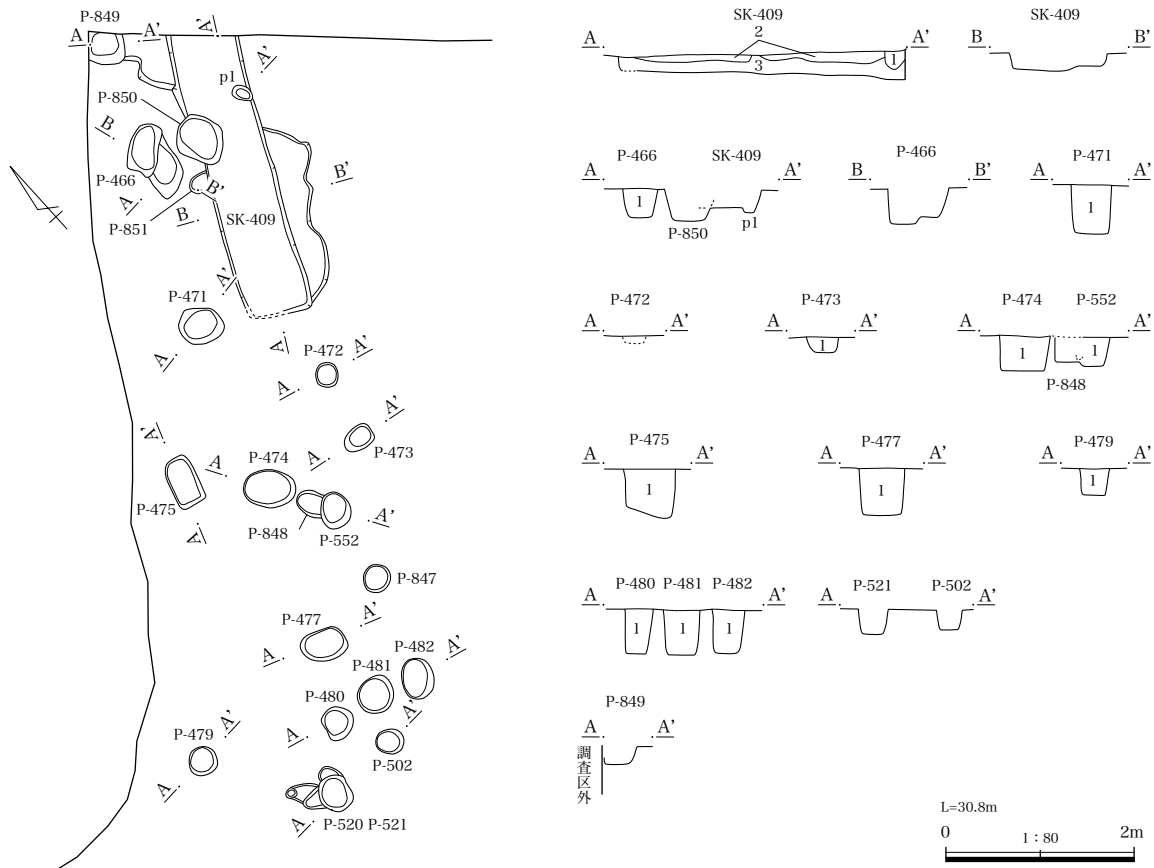 P-849
A A' A' A'
p1
P-850
B
B'
P-466
A B'
B
P-851
SK-409
A'
P-471
A
A
P-472
A'
A
A'
A'
A
P-473
A
P-474
P-475
P-848
P-552
A'
A
P-847
A'
P-477
A
P-482
A'
P-481
P-480
A'
A
P-479
A'
P-502
A
A
P-520 P-521
SK-409
2
A A'
1
3
SK-409
B B'
P-466 SK-409
A A'
1
P-850
p1
P-466
B B'
P-471
A A'
1
P-472
A A'
P-473
A A'
1
P-474 P-552
A A'
1 1
P-848
P-475
A A'
1
P-477
A A'
1
P-479
A A'
1
P-480 P-481 P-482
A A'
1 1 1
P-521 P-502
A A'
P-849
A A'
調査区外
L=30.8m
0 1：80 2m